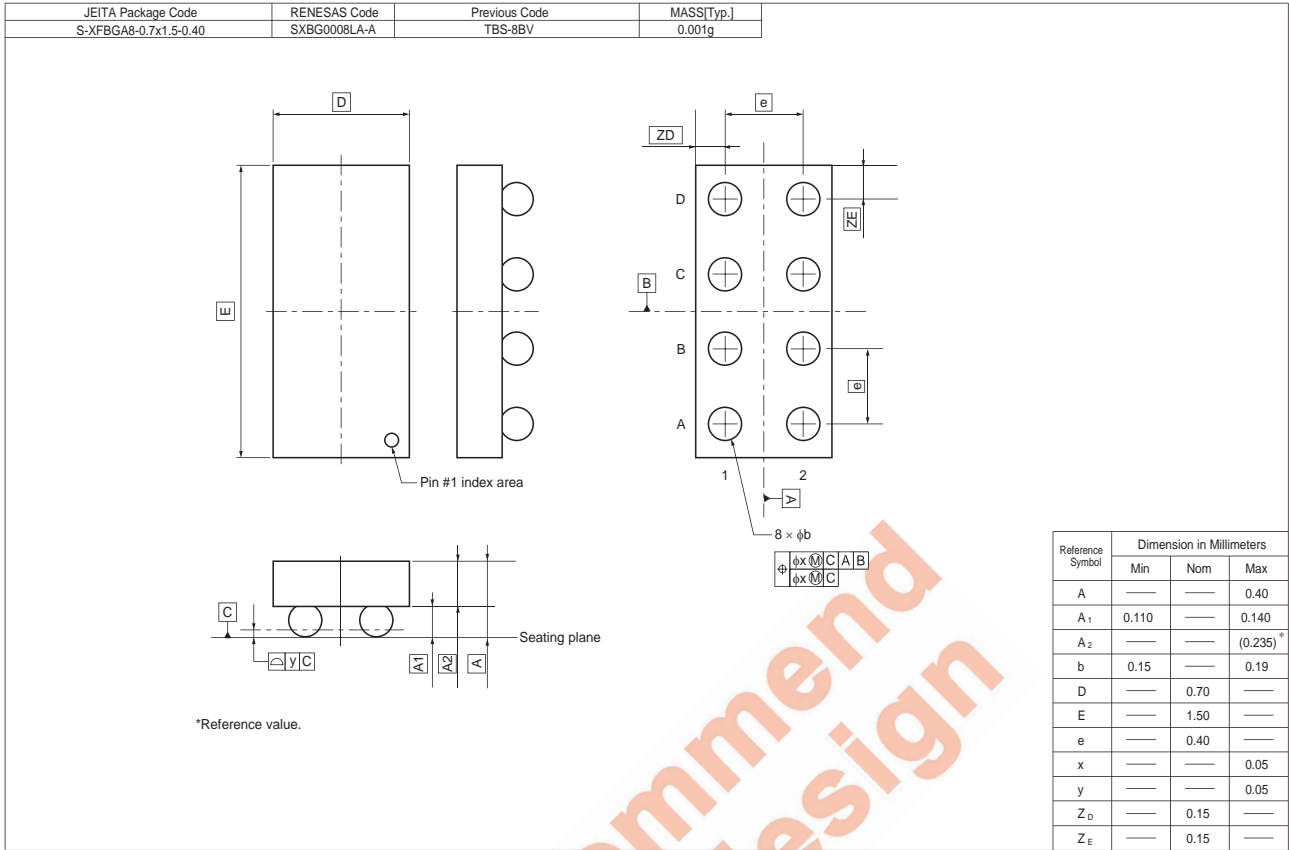 JEITA Package Code RENESAS Code Previous Code MASS[Typ.]
S-XFBGA8-0.7x1.5-0.40 SXBG0008LA-A TBS-8BV 0.001g
D
e
ZD
D
ZE
C
B
E
B
e
A
1 2
Pin #1 index area
A
8 × ϕb
ϕx Ⓜ C A B
ϕx Ⓜ C
C
Seating plane
y C
A1 A2 A
*Reference value.
Reference Symbol Dimension in Millimeters
Min Nom Max
A —— —— 0.40
A1 0.110 —— 0.140
A2 —— —— (0.235)*
b 0.15 —— 0.19
D —— 0.70 ——
E —— 1.50 ——
e —— 0.40 ——
x —— —— 0.05
y —— —— 0.05
ZD —— 0.15 ——
ZE —— 0.15 ——